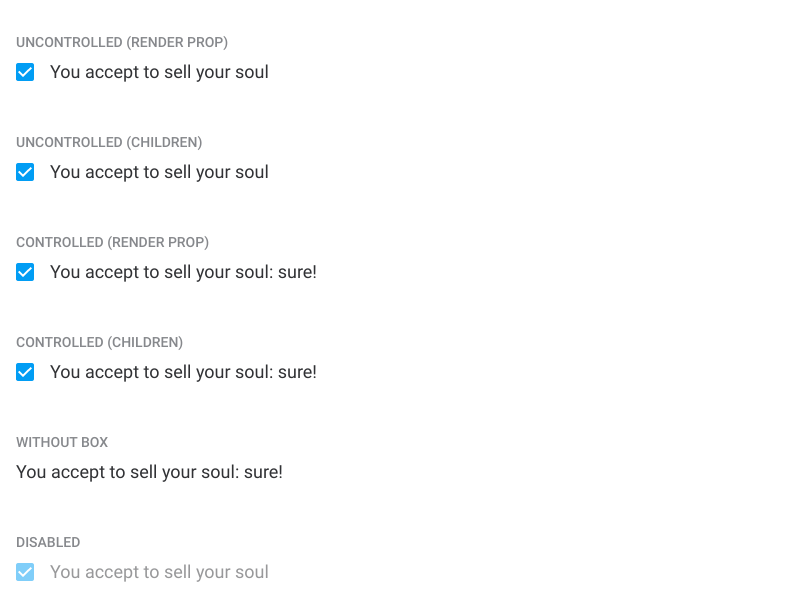 UNCONTROLLED (RENDER PROP)
You accept to sell your soul
UNCONTROLLED (CHILDREN)
You accept to sell your soul
CONTROLLED (RENDER PROP)
You accept to sell your soul: sure!
CONTROLLED (CHILDREN)
You accept to sell your soul: sure!
WITHOUT BOX
You accept to sell your soul: sure!
DISABLED
You accept to sell your soul